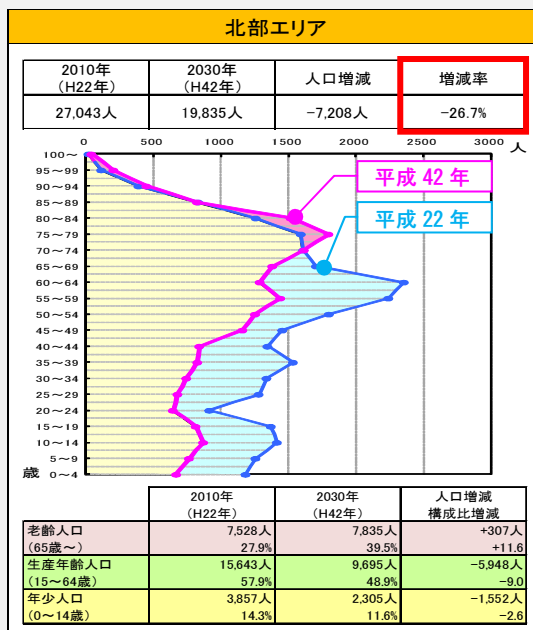 北部エリア
2010年 2030年 人口増減 増減率
(H22年) (H42年)
27,043人 19,835人 −7,208人 −26.7%
0 500 1000 1500 2000 2500 3000 人
100～
95～99
90～94
85～89
80～84
75～79
70～74
65～69
60～64
55～59
50～54
45～49
40～44
35～39
30～34
25～29
20～24
15～19
10～14
5～9
歳 0～4
平成 42 年
平成 22 年
2010年 2030年 人口増減
(H22年) (H42年) 構成比増減
老齢人口 7,528人 7,835人 +307人
(65歳～) 27.9% 39.5% +11.6
生産年齢人口 15,643人 9,695人 −5,948人
(15～64歳) 57.9% 48.9% −9.0
年少人口 3,857人 2,305人 −1,552人
(0～14歳) 14.3% 11.6% −2.6